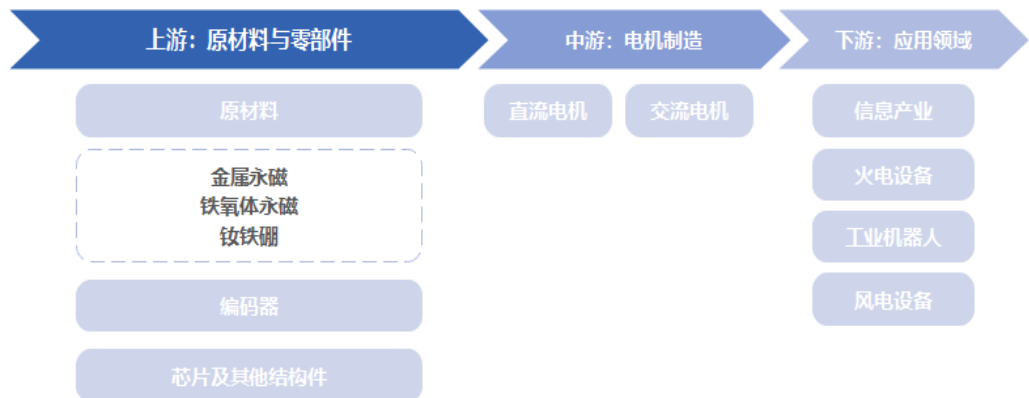 上游：原材料与零部件
中游：电机制造
下游：应用领域
原材料
直流电机
交流电机
信息产业
金属永磁
铁氧体永磁
钕铁硼
火电设备
工业机器人
编码器
风电设备
芯片及其他结构件